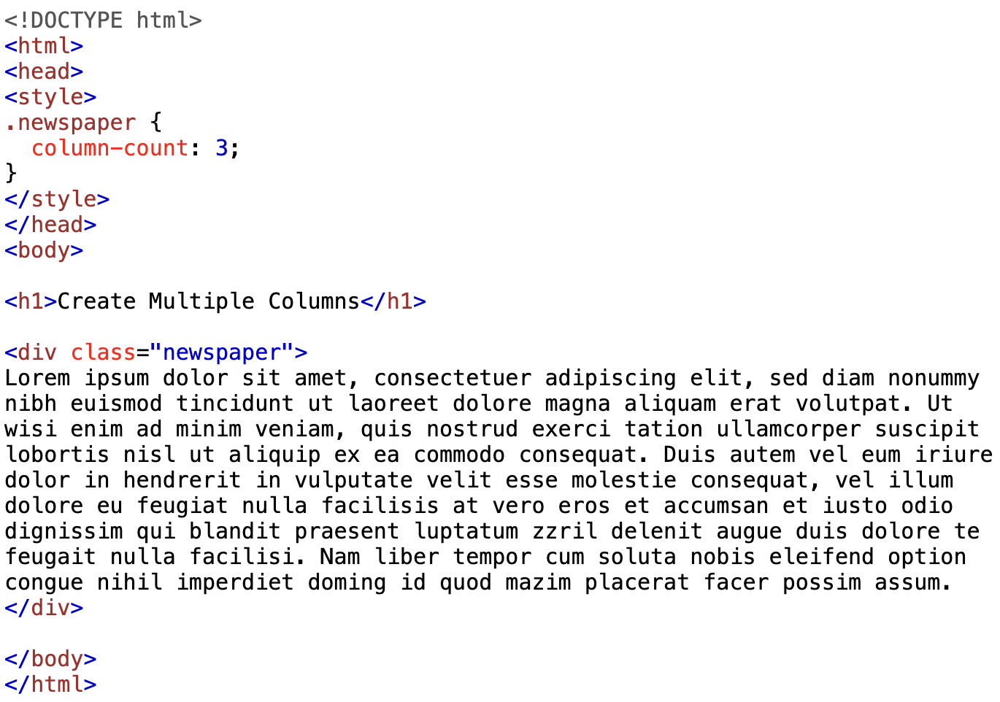 <!DOCTYPE html>
<html>
<head>
<style>
.newspaper {
  column-count: 3;
}
</style>
</head>
<body>

<h1>Create Multiple Columns</h1>

<div class="newspaper">
Lorem ipsum dolor sit amet, consectetuer adipiscing elit, sed diam nonummy
nibh euismod tincidunt ut laoreet dolore magna aliquam erat volutpat. Ut
wisi enim ad minim veniam, quis nostrud exerci tation ullamcorper suscipit
lobortis nisl ut aliquip ex ea commodo consequat. Duis autem vel eum iriure
dolor in hendrerit in vulputate velit esse molestie consequat, vel illum
dolore eu feugiat nulla facilisis at vero eros et accumsan et iusto odio
dignissim qui blandit praesent luptatum zzril delenit augue duis dolore te
feugait nulla facilisi. Nam liber tempor cum soluta nobis eleifend option
congue nihil imperdiet doming id quod mazim placerat facer possim assum.
</div>

</body>
</html>